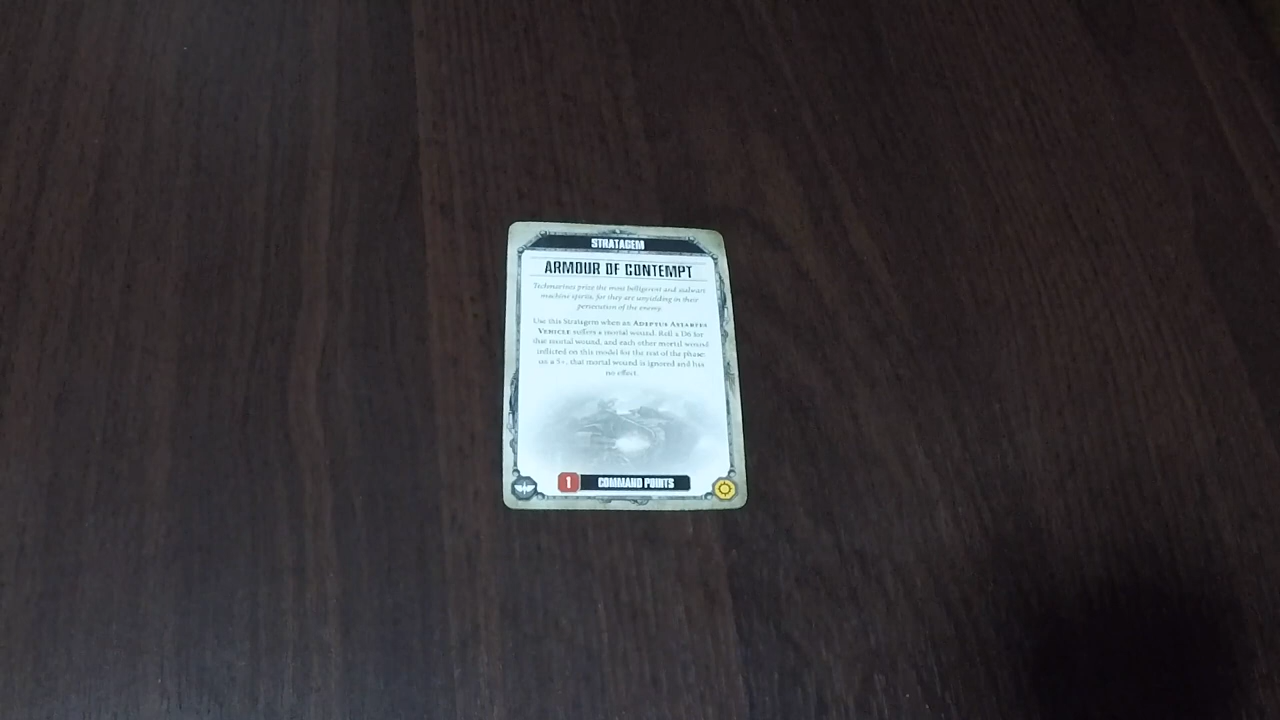 STRATAGEM
ARMOUR OF CONTEMPT
Techmarines prize the most belligerent and stalwart
machine spirits, for they are unyielding in their
persecution of the enemy.
Use this Stratagem when an ADEPTUS ASTARTES
VEHICLE suffers a mortal wound. Roll a D6 for
that mortal wound, and each other mortal wound
inflicted on this model for the rest of the phase;
on a 5+, that mortal wound is ignored and has
no effect.
1 COMMAND POINTS